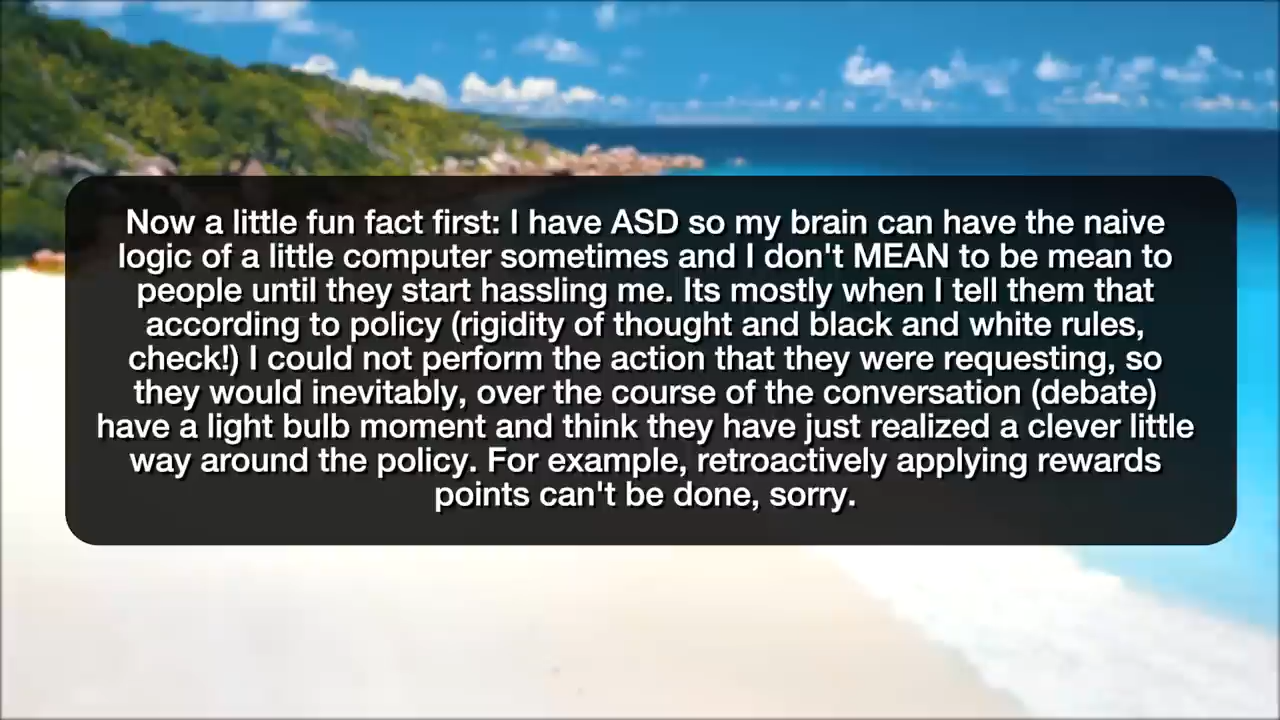 Now a little fun fact first: I have ASD so my brain can have the naive
logic of a little computer sometimes and I don't MEAN to be mean to
people until they start hassling me. Its mostly when I tell them that
according to policy (rigidity of thought and black and white rules,
check!) I could not perform the action that they were requesting, so
they would inevitably, over the course of the conversation (debate)
have a light bulb moment and think they have just realized a clever little
way around the policy. For example, retroactively applying rewards
points can't be done, sorry.